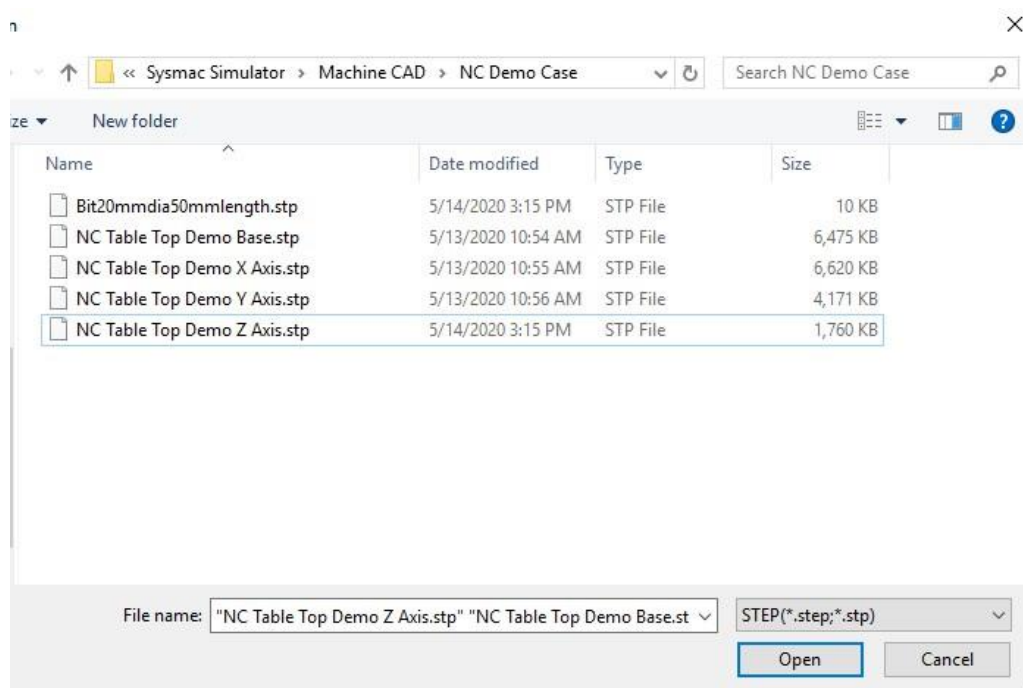 n
« Sysmac Simulator > Machine CAD > NC Demo Case Search NC Demo Case
ze New folder ?
Name Date modified Type Size
Bit20mmdia50mmlength.stp 5/14/2020 3:15 PM STP File 10 KB
NC Table Top Demo Base.stp 5/13/2020 10:54 AM STP File 6,475 KB
NC Table Top Demo X Axis.stp 5/13/2020 10:55 AM STP File 6,620 KB
NC Table Top Demo Y Axis.stp 5/13/2020 10:56 AM STP File 4,171 KB
NC Table Top Demo Z Axis.stp 5/14/2020 3:15 PM STP File 1,760 KB
File name: "NC Table Top Demo Z Axis.stp" "NC Table Top Demo Base.st STEP(*.step;*.stp)
Open Cancel